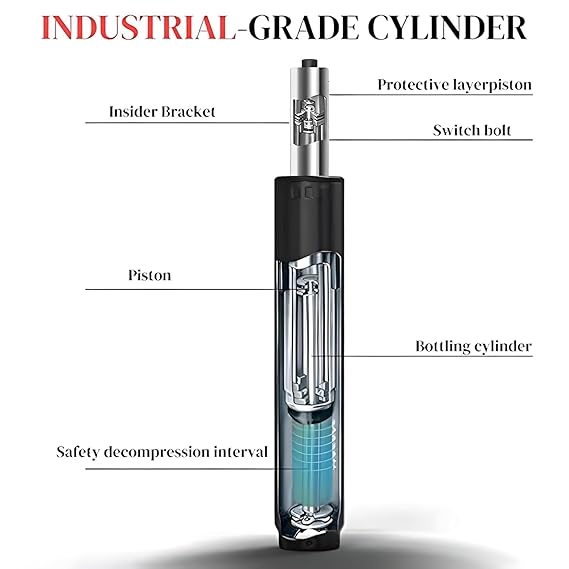 INDUSTRIAL-GRADE CYLINDER
Protective layerpiston
Insider Bracket
Switch bolt
Piston
Bottling cylinder
Safety decompression interval